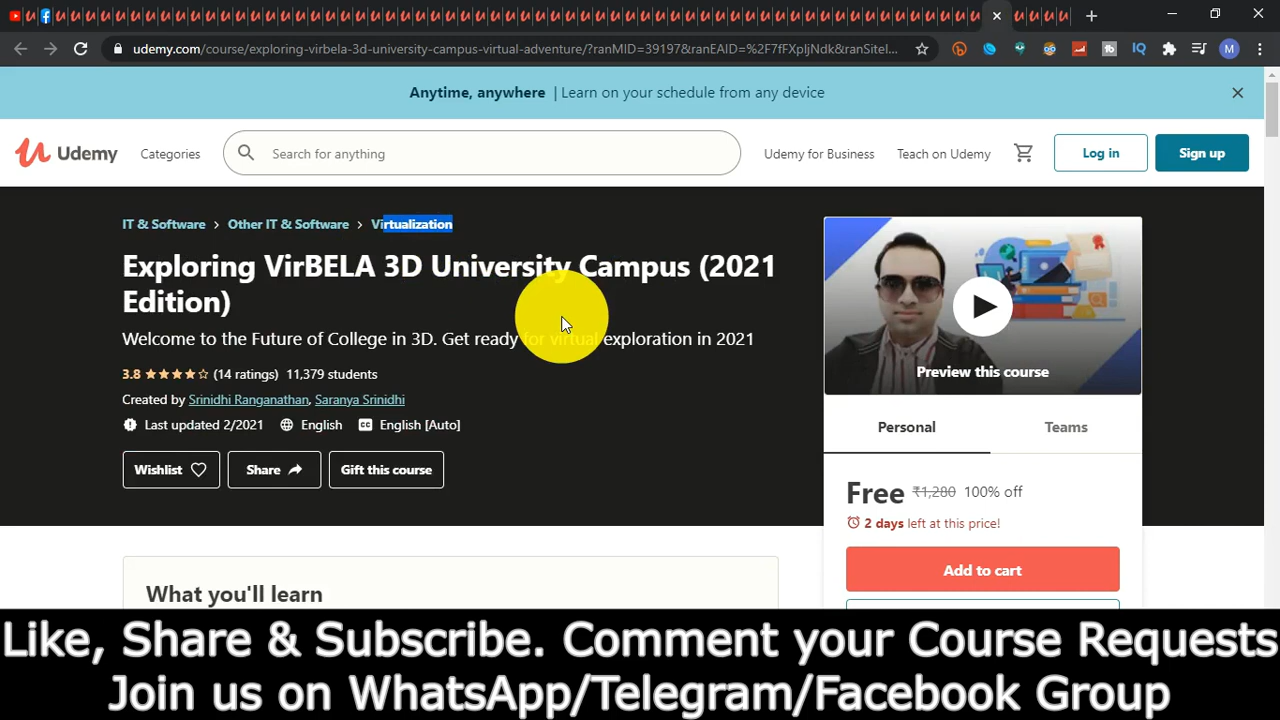 udemy.com/course/exploring-virbela-3d-university-campus-virtual-adventure/?ranMID=39197&ranEAID=%2F7fFXpljNdk&ranSitel...
IQ
M
Anytime, anywhere | Learn on your schedule from any device
Udemy
Categories
Search for anything
Udemy for Business
Teach on Udemy
Log in
Sign up
IT & Software > Other IT & Software > Virtualization
Exploring VirBELA 3D University Campus (2021
Edition)
Welcome to the Future of College in 3D. Get ready for virtual exploration in 2021
3.8 (14 ratings) 11,379 students
Created by Srinidhi Ranganathan, Saranya Srinidhi
Last updated 2/2021 English CC English [Auto]
Wishlist
Share
Gift this course
Preview this course
Personal
Teams
Free ₹1,280 100% off
2 days left at this price!
Add to cart
What you'll learn
Like, Share & Subscribe. Comment your Course Requests
Join us on WhatsApp/Telegram/Facebook Group